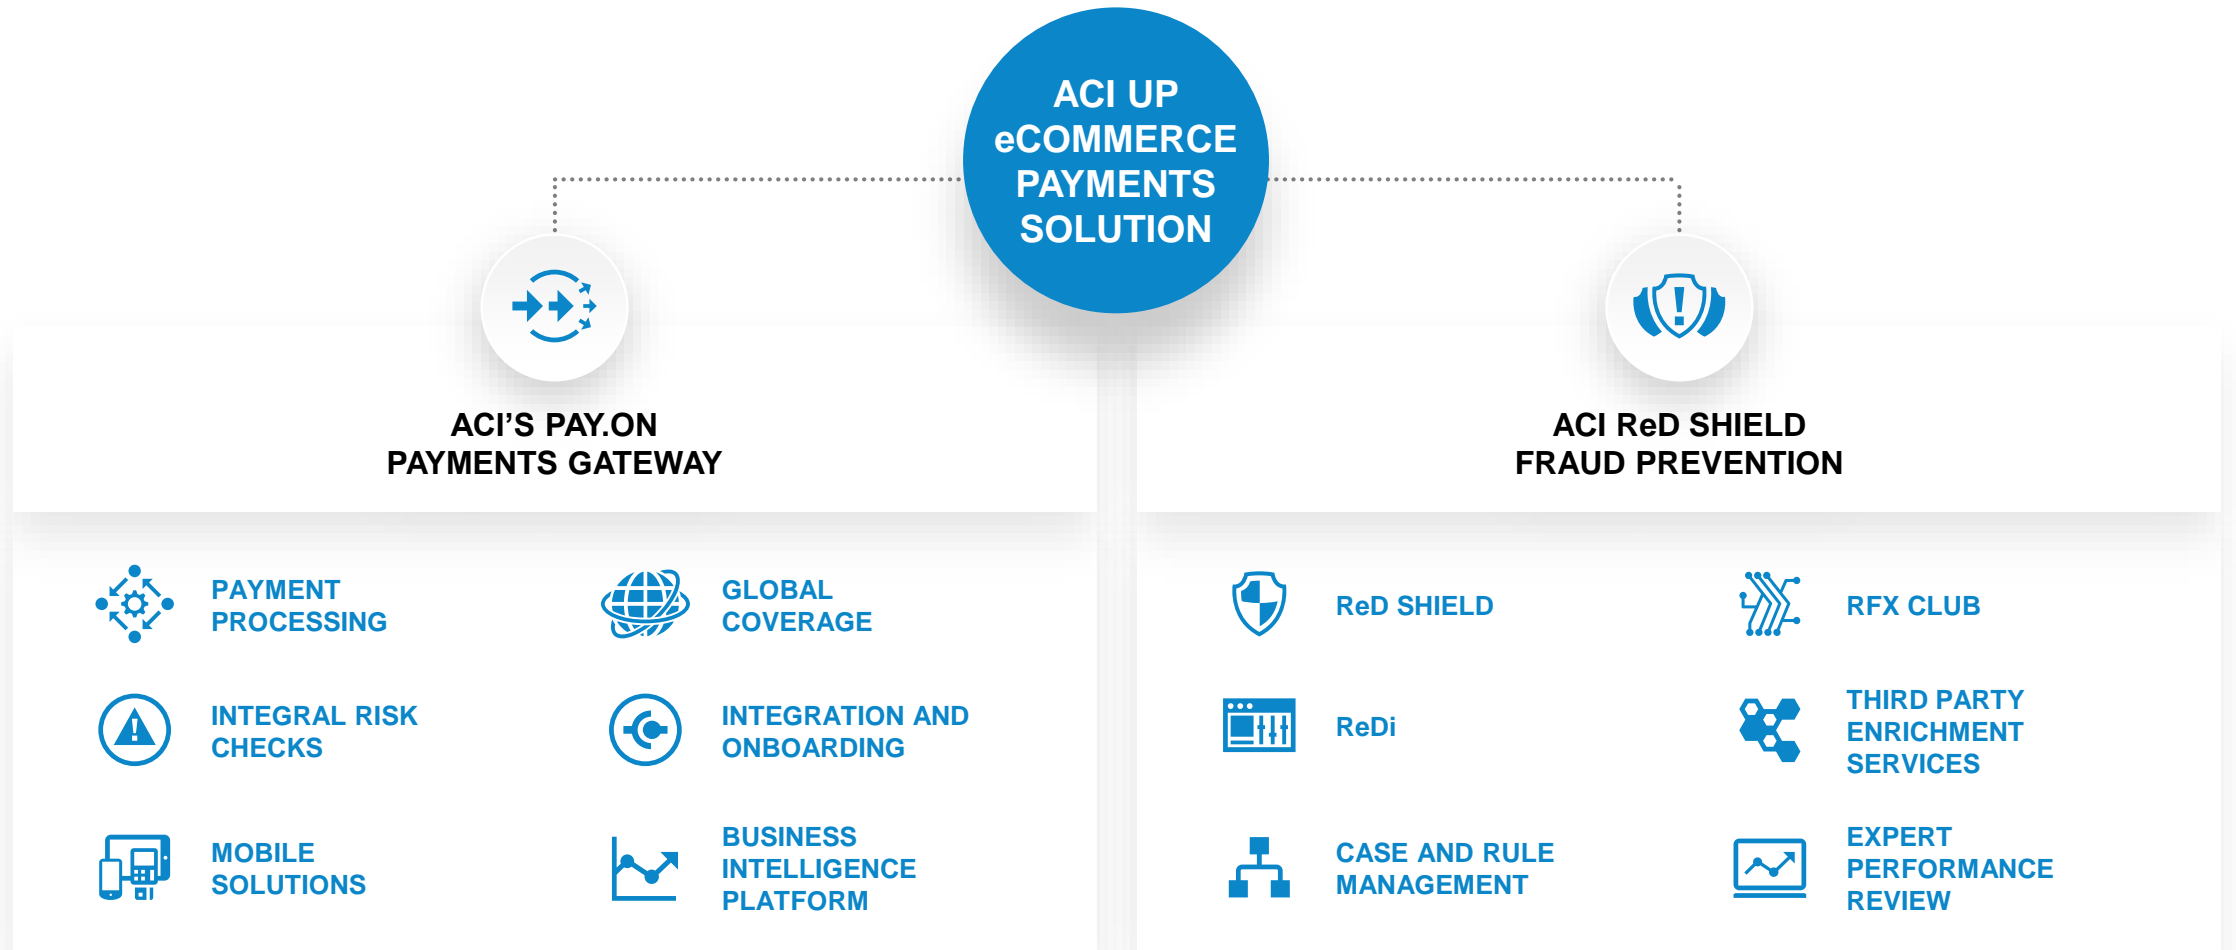 ACI UP
eCOMMERCE
PAYMENTS
SOLUTION
ACI’S PAY.ON
PAYMENTS GATEWAY
PAYMENT
PROCESSING
GLOBAL
COVERAGE
INTEGRAL RISK
CHECKS
INTEGRATION AND
ONBOARDING
MOBILE
SOLUTIONS
BUSINESS
INTELLIGENCE
PLATFORM
ACI ReD SHIELD
FRAUD PREVENTION
ReD SHIELD
RFX CLUB
ReDi
THIRD PARTY
ENRICHMENT
SERVICES
CASE AND RULE
MANAGEMENT
EXPERT
PERFORMANCE
REVIEW